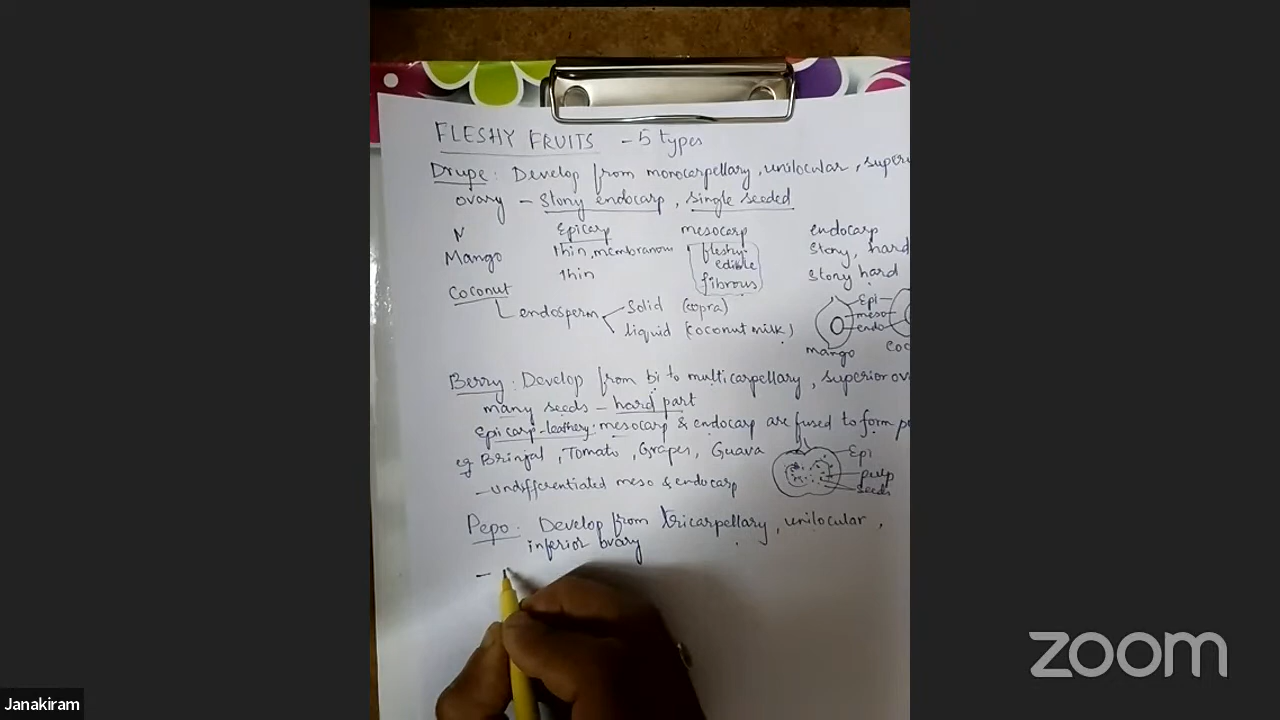 FLESHY FRUITS - 5 types
Drupe: Develop from monocarpellary, unilocular, superi
ovary - Stony endocarp, single seeded
N Epicarp mesocarp endocarp
Mango thin, membranous fleshy edible Stony, hard
Coconut thin fibrous Stony hard
endosperm
Solid (copra)
liquid (coconut milk)
Epi
meso
endo
mango coc
Berry: Develop from bi to multicarpellary, superior ov
many seeds - hard part
Epicarp - leathery: mesocarp & endocarp are fused to form p
eg Brinjal, Tomato, Grapes, Guava
Epi
pulp
seeds
- undifferentiated meso & endocarp
Pepo: Develop from tricarpellary, unilocular,
inferior ovary
-
zoom
Janakiram